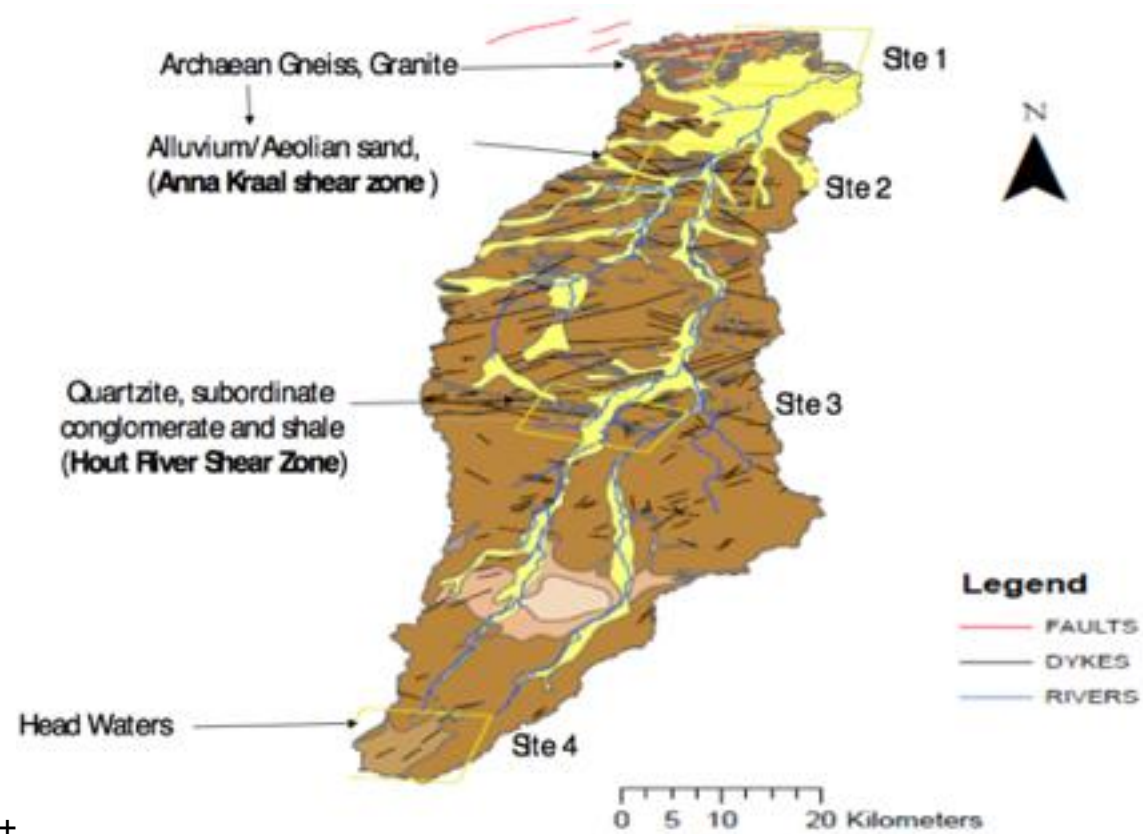 Archaean Gneiss, Granite
Ste 1
Alluvium/Aeolian sand,
(Anna Kraal shear zone )
Ste 2
N
Quartzite, subordinate
conglomerate and shale
(Hout River Shear Zone)
Ste 3
Legend
FAULTS
DYKES
RIVERS
Head Waters
Ste 4
0 5 10 20 Kilometers
+